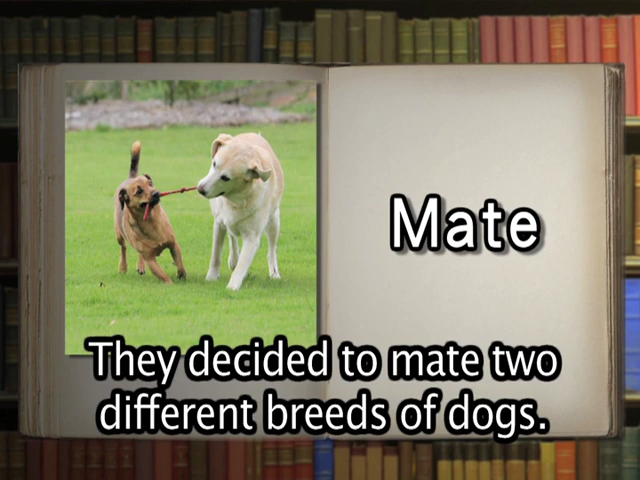 Mate
They decided to mate two
different breeds of dogs.